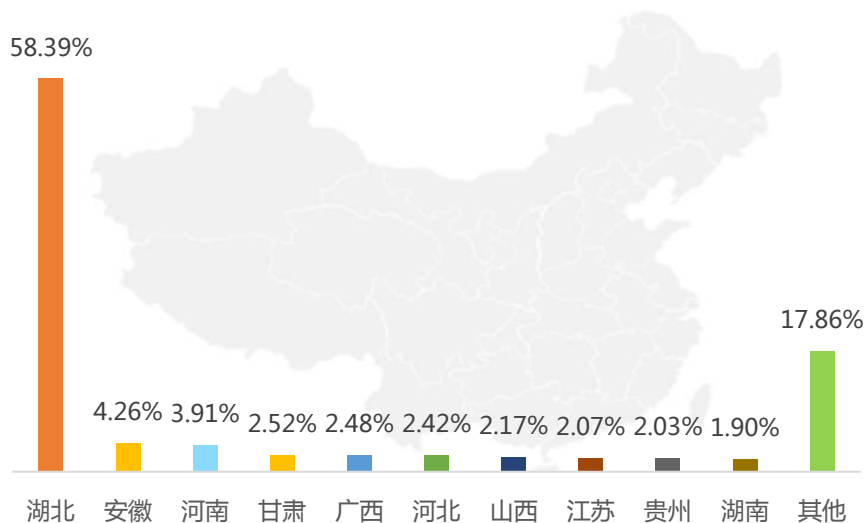 58.39%
17.86%
4.26% 3.91% 2.52% 2.48% 2.42% 2.17% 2.07% 2.03% 1.90%
湖北 安徽 河南 甘肃 广西 河北 山西 江苏 贵州 湖南 其他